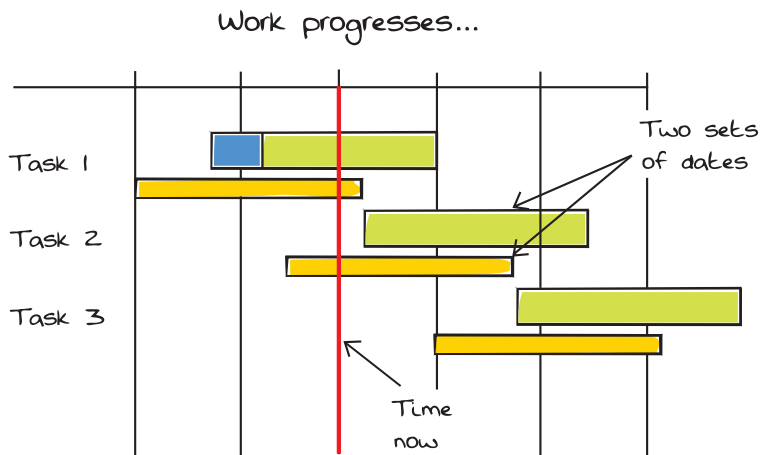 Work progresses...
Two sets
of dates
Task 1
Task 2
Task 3
Time
now